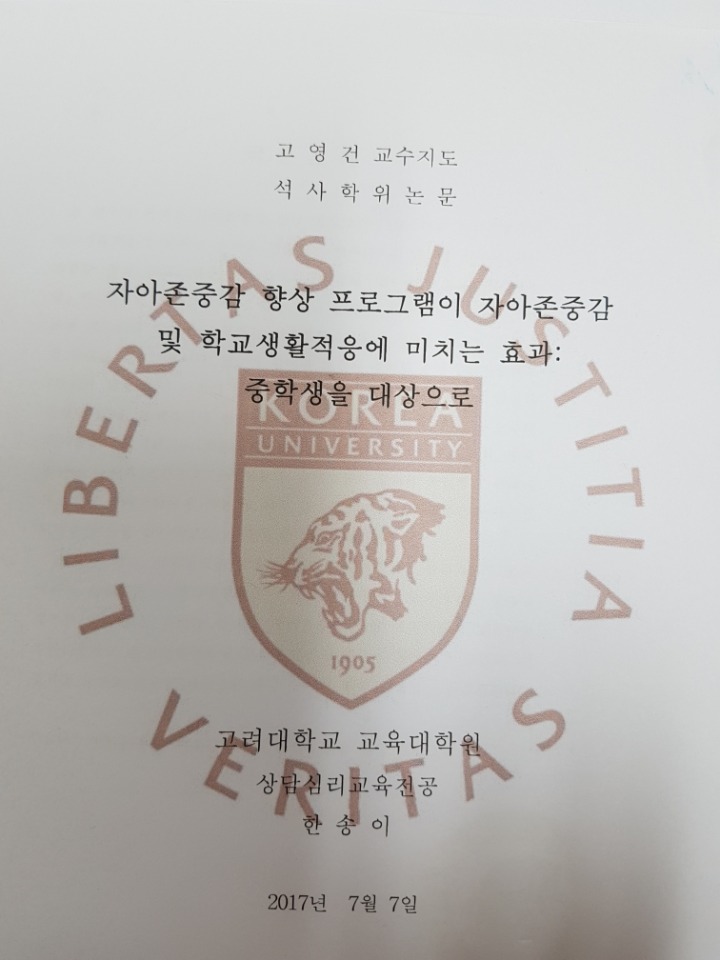 고 영 건 교수지도
석 사 학 위 논 문
자아존중감 향상 프로그램이 자아존중감
및 학교생활적응에 미치는 효과:
중학생을 대상으로
LIBERTAS JUSTITIA VERITAS
KOREA
UNIVERSITY
1905
고려대학교 교육대학원
상담심리교육전공
한 송 이
2017년 7월 7일